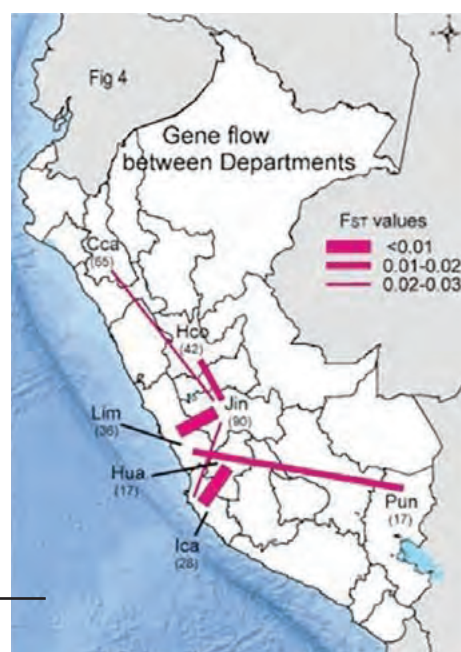 Fig 4
Gene flow
between Departments
FST values
<0.01
0.01-0.02
0.02-0.03
Cca
(65)
Hco
(42)
Jin
(90)
Lim
(36)
Hua
(17)
Pun
(17)
Ica
(28)